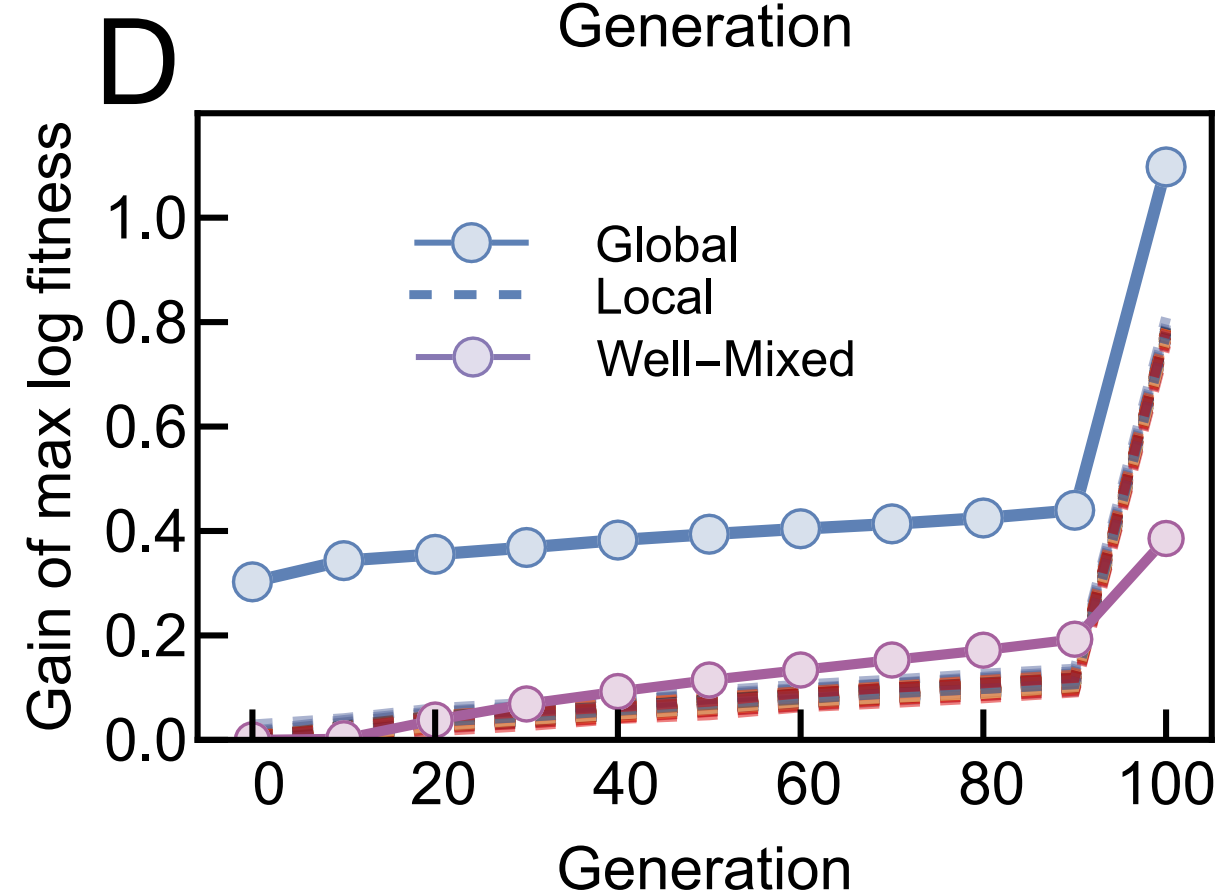 Generation
D
Gain of max log fitness
1.0
0.8
0.6
0.4
0.2
0.0
Global
Local
Well–Mixed
0 20 40 60 80 100
Generation